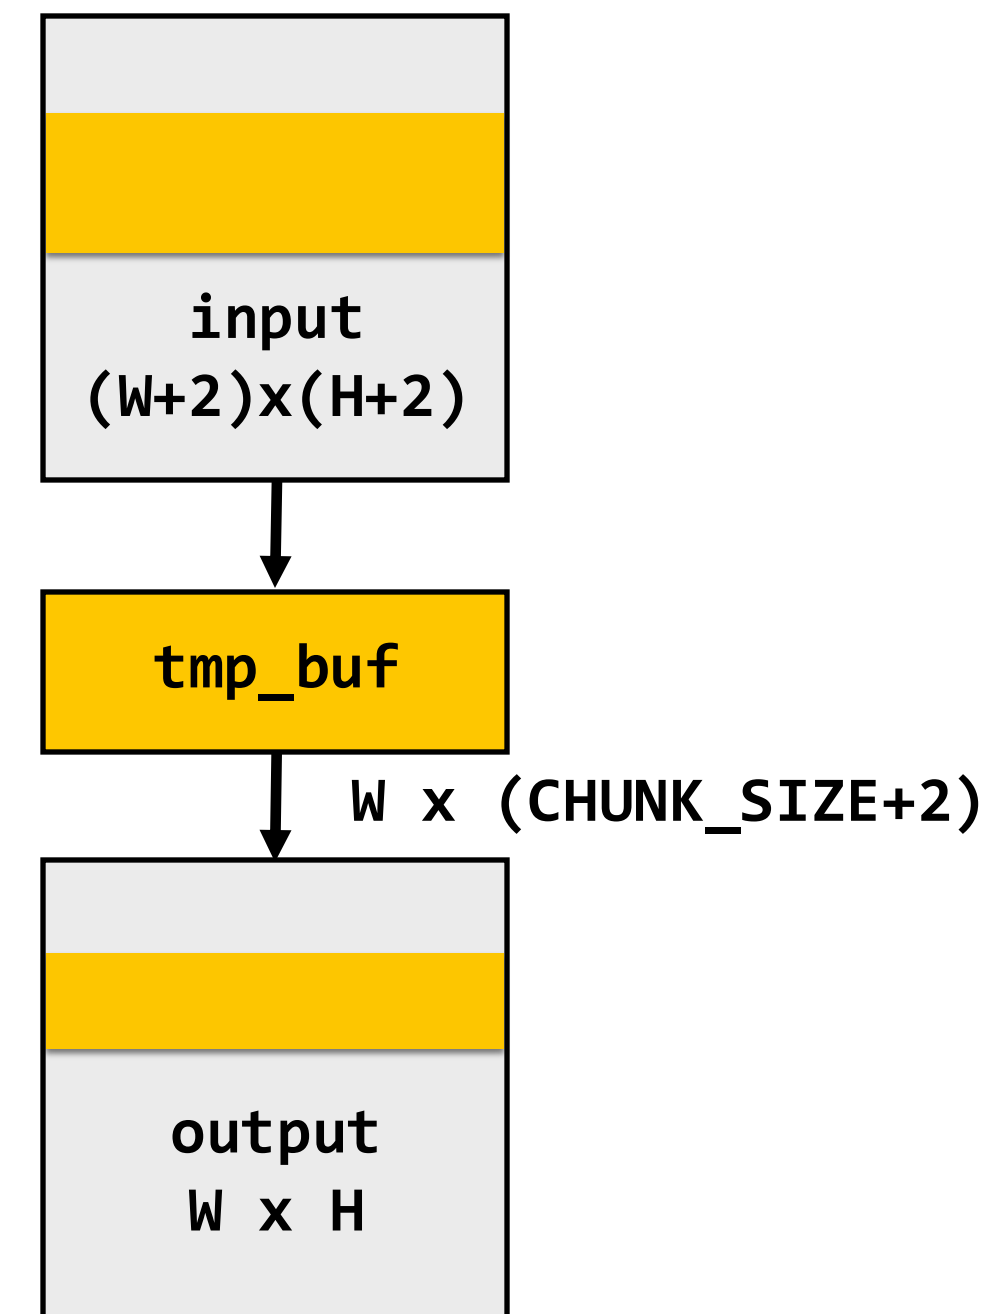 input
(W+2)x(H+2)
tmp_buf
W x (CHUNK_SIZE+2)
output
W x H